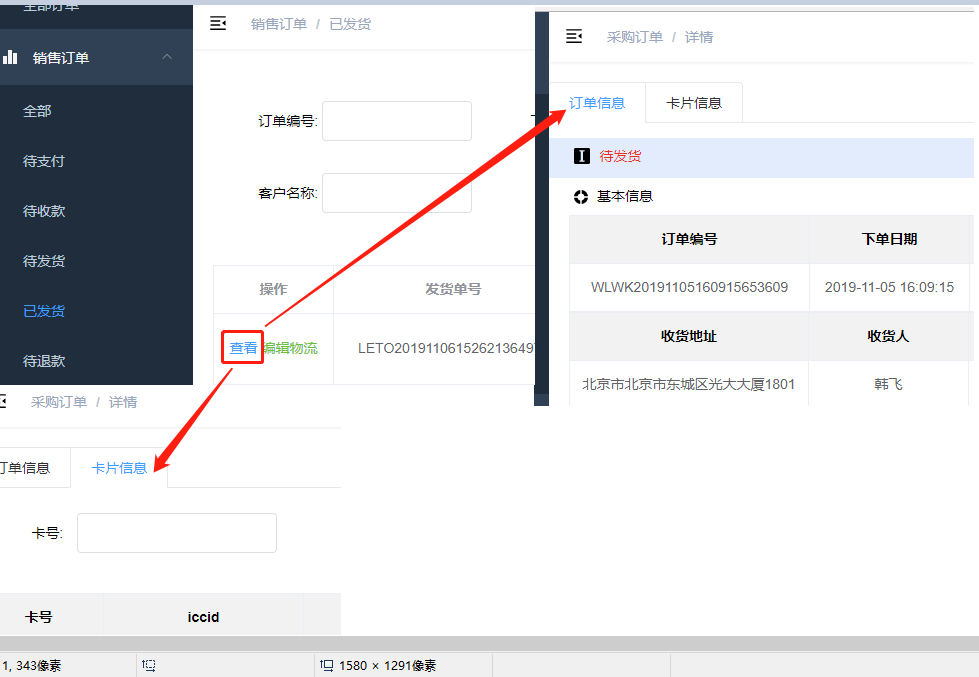 全部订单
销售订单
全部
待支付
待收款
待发货
已发货
待退款
销售订单 / 已发货
订单编号:
客户名称:
操作 发货单号
查看 编辑物流 LETO2019110615262136497
采购订单 / 详情
订单信息 卡片信息
待发货
基本信息
订单编号 下单日期
WLWK20191105160915653609 2019-11-05 16:09:15
收货地址 收货人
北京市北京市东城区光大大厦1801 韩飞
采购订单 / 详情
订单信息 卡片信息
卡号:
卡号 iccid
1, 343像素 1580 × 1291像素